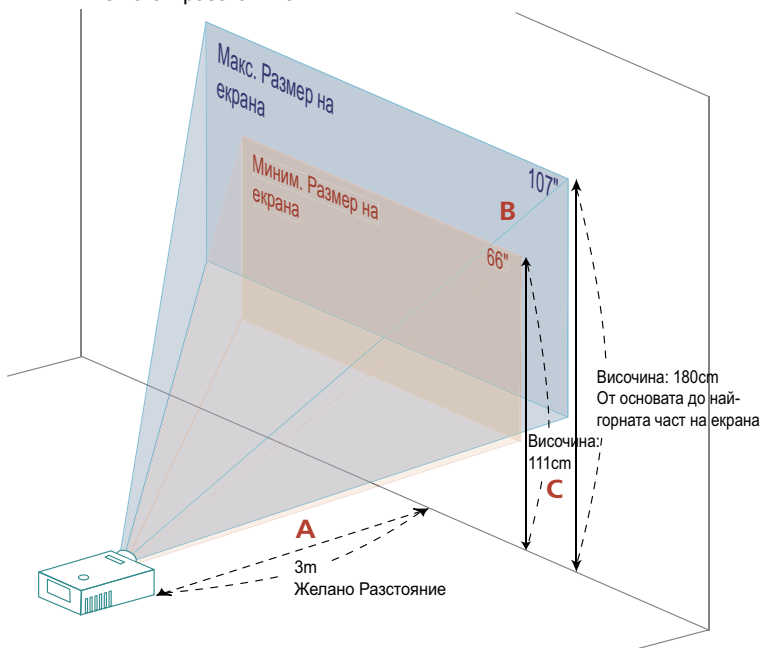 Макс. Размер на
екрана
107"
B
Миним. Размер на
екрана
66"
Височина: 180cm
От основата до най-
горната част на екрана
Височина:
111cm
C
A
3m
Желано Разстояние